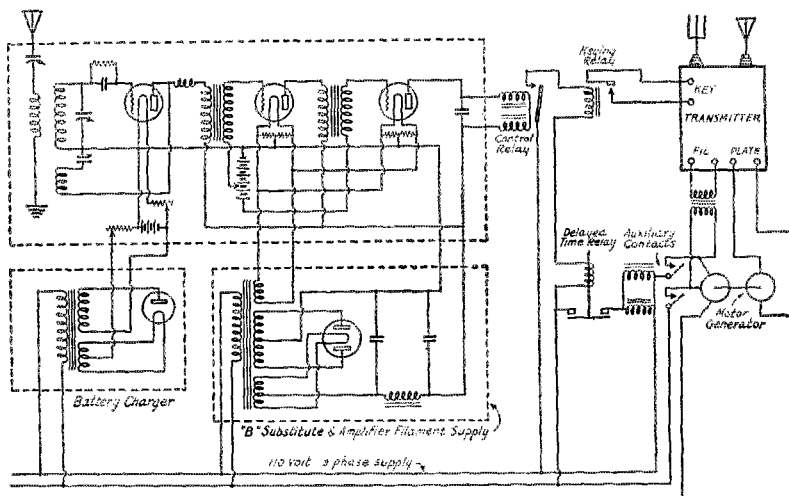 Keying
Relay
KEY
TRANSMITTER
FIL PLATE
Control
Relay
Delayed
Time Relay
Auxiliary
Contacts
Motor
Generator
Battery Charger
"B" Substitute & Amplifier Filament Supply
110 Volt 3 phase supply